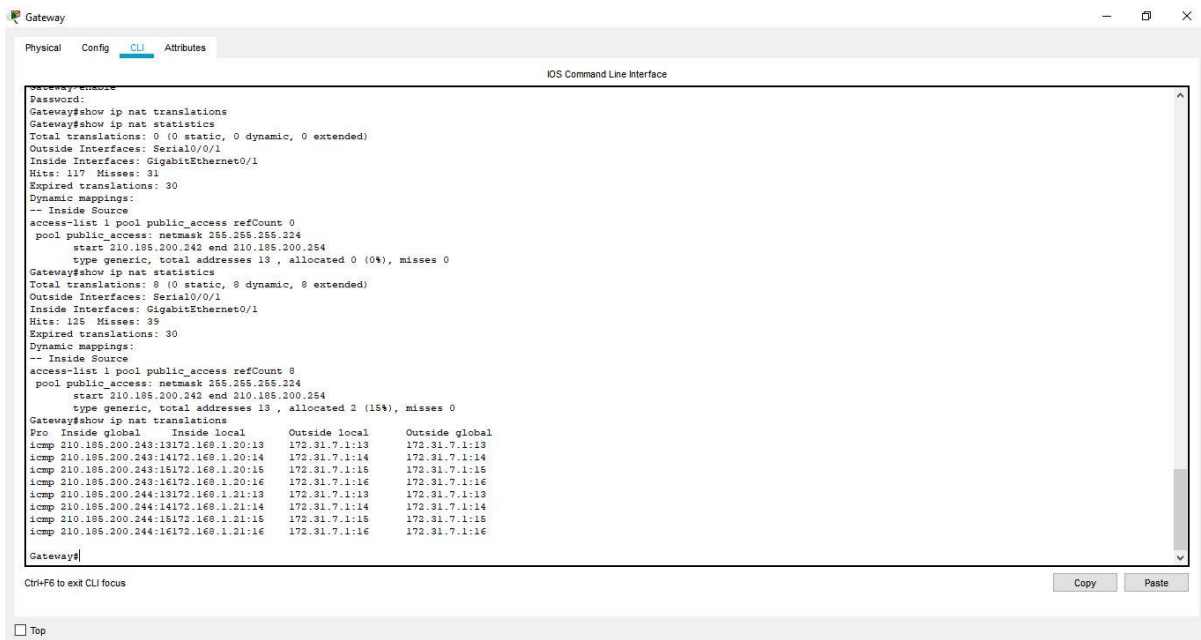 Gateway
Physical Config CLI Attributes
IOS Command Line Interface
Gateway>enable
Password:
Gateway#show ip nat translations
Gateway#show ip nat statistics
Total translations: 0 (0 static, 0 dynamic, 0 extended)
Outside Interfaces: Serial0/0/1
Inside Interfaces: GigabitEthernet0/1
Hits: 117 Misses: 31
Expired translations: 30
Dynamic mappings:
-- Inside Source
access-list 1 pool public_access refCount 0
pool public_access: netmask 255.255.255.224
start 210.185.200.242 end 210.185.200.254
type generic, total addresses 13 , allocated 0 (0%), misses 0
Gateway#show ip nat statistics
Total translations: 8 (0 static, 8 dynamic, 8 extended)
Outside Interfaces: Serial0/0/1
Inside Interfaces: GigabitEthernet0/1
Hits: 125 Misses: 39
Expired translations: 30
Dynamic mappings:
-- Inside Source
access-list 1 pool public_access refCount 8
pool public_access: netmask 255.255.255.224
start 210.185.200.242 end 210.185.200.254
type generic, total addresses 13 , allocated 2 (15%), misses 0
Gateway#show ip nat translations
Pro Inside global Inside local Outside local Outside global
icmp 210.185.200.243:13172.168.1.20:13 172.31.7.1:13 172.31.7.1:13
icmp 210.185.200.243:14172.168.1.20:14 172.31.7.1:14 172.31.7.1:14
icmp 210.185.200.243:15172.168.1.20:15 172.31.7.1:15 172.31.7.1:15
icmp 210.185.200.243:16172.168.1.20:16 172.31.7.1:16 172.31.7.1:16
icmp 210.185.200.244:13172.168.1.21:13 172.31.7.1:13 172.31.7.1:13
icmp 210.185.200.244:14172.168.1.21:14 172.31.7.1:14 172.31.7.1:14
icmp 210.185.200.244:15172.168.1.21:15 172.31.7.1:15 172.31.7.1:15
icmp 210.185.200.244:16172.168.1.21:16 172.31.7.1:16 172.31.7.1:16
Gateway#
Ctrl+F6 to exit CLI focus
Copy Paste
Top